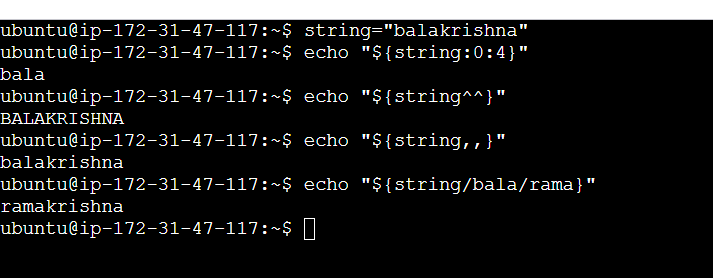 ubuntu@ip-172-31-47-117:~$ string="balakrishna"
ubuntu@ip-172-31-47-117:~$ echo "${string:0:4}"
bala
ubuntu@ip-172-31-47-117:~$ echo "${string^^}"
BALAKRISHNA
ubuntu@ip-172-31-47-117:~$ echo "${string,,}"
balakrishna
ubuntu@ip-172-31-47-117:~$ echo "${string/bala/rama}"
ramakrishna
ubuntu@ip-172-31-47-117:~$